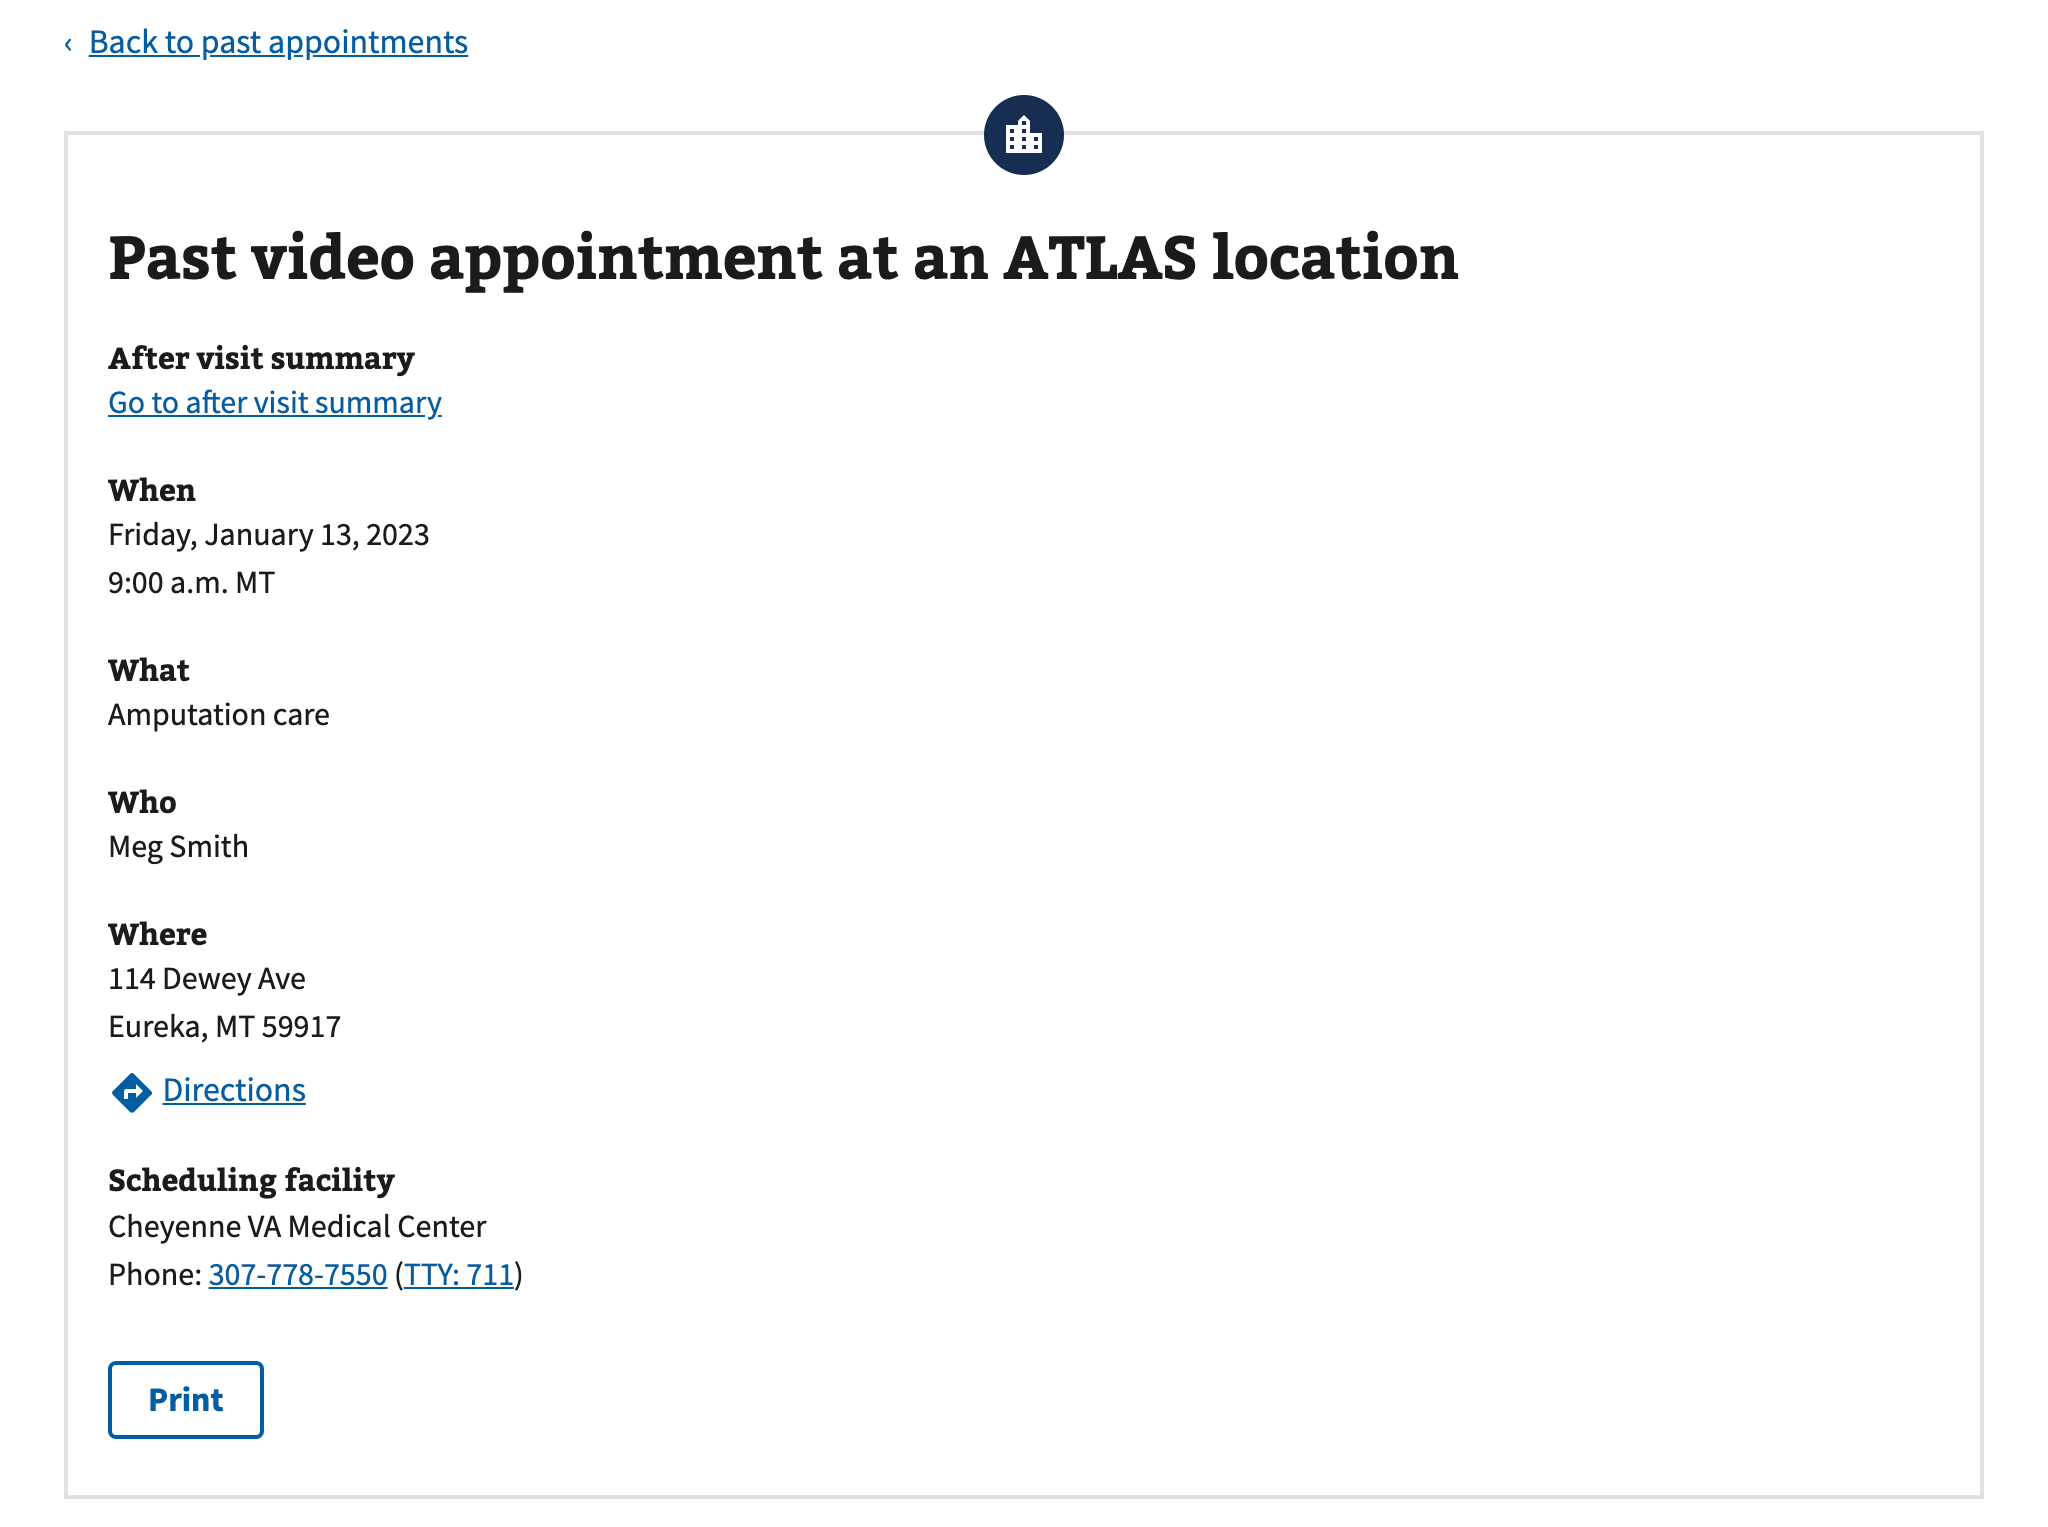 ‹ Back to past appointments
Past video appointment at an ATLAS location
After visit summary
Go to after visit summary
When
Friday, January 13, 2023
9:00 a.m. MT
What
Amputation care
Who
Meg Smith
Where
114 Dewey Ave
Eureka, MT 59917
Directions
Scheduling facility
Cheyenne VA Medical Center
Phone: 307-778-7550 (TTY: 711)
Print